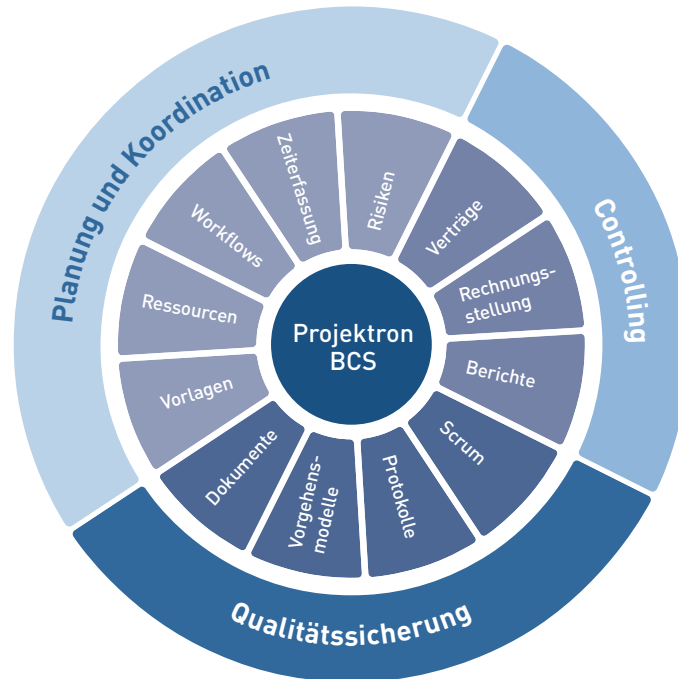 Planung und Koordination
Controlling
Qualitätssicherung
Zeiterfassung
Risiken
Verträge
Rechnungs-
stellung
Berichte
Scrum
Protokolle
Vorgehens-
modelle
Dokumente
Vorlagen
Ressourcen
Workflows
Projektron
BCS